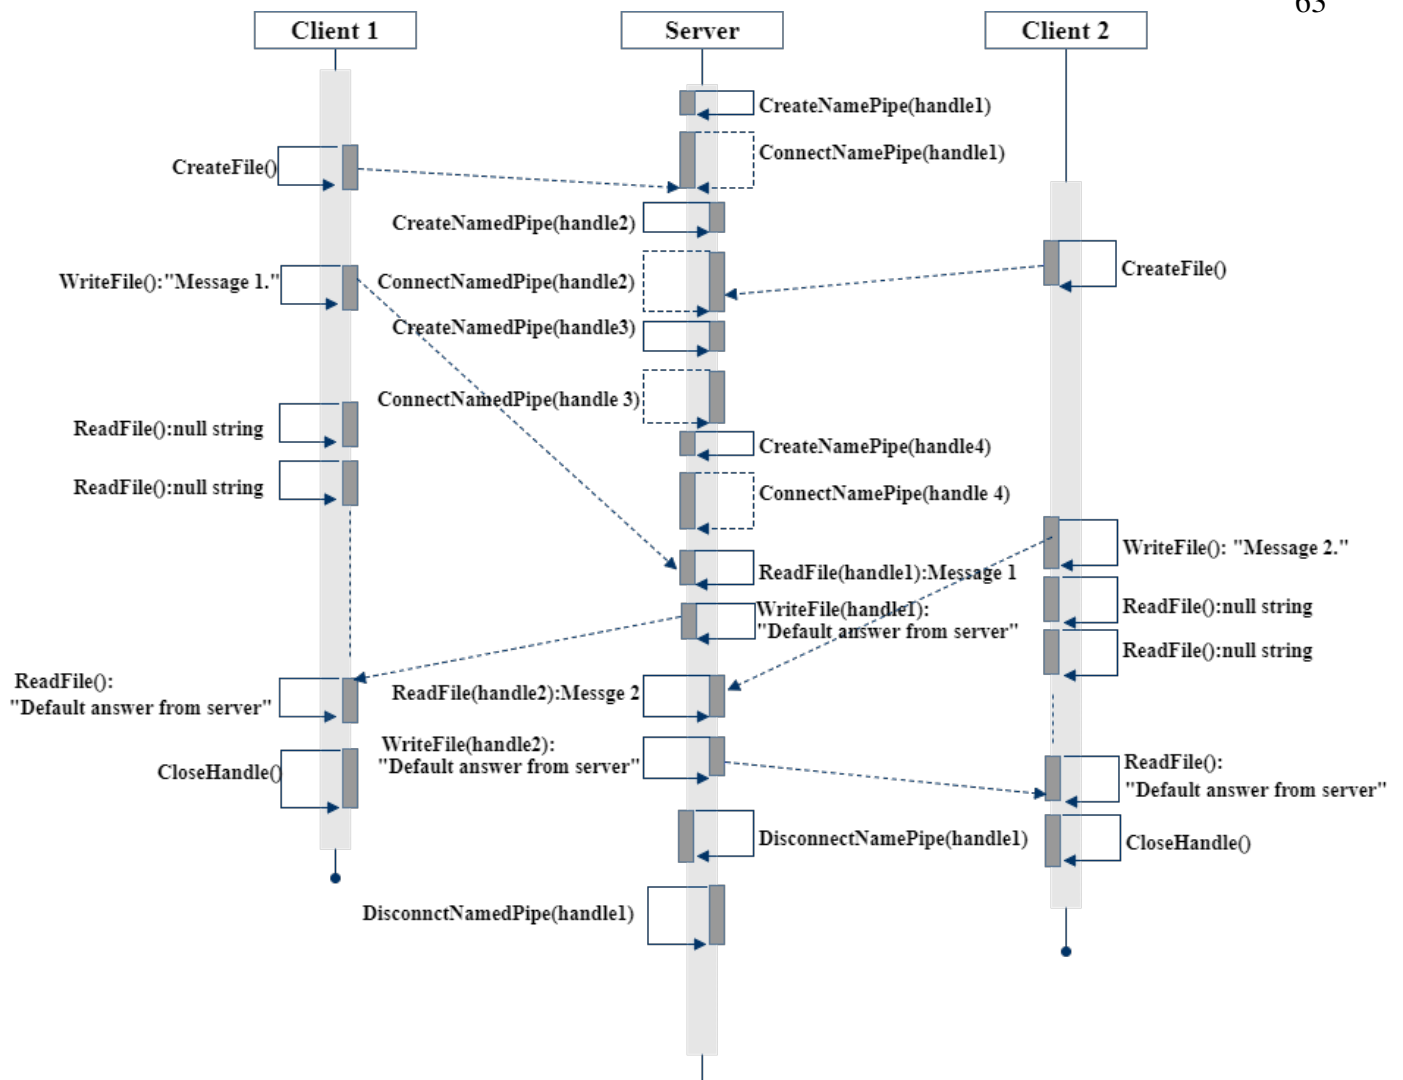 63
Client 1
Server
Client 2
CreateNamePipe(handle1)
ConnectNamePipe(handle1)
CreateFile()
CreateNamedPipe(handle2)
CreateFile()
WriteFile():"Message 1."
ConnectNamedPipe(handle2)
CreateNamedPipe(handle3)
ConnectNamedPipe(handle 3)
ReadFile():null string
CreateNamePipe(handle4)
ReadFile():null string
ConnectNamePipe(handle 4)
WriteFile(): "Message 2."
ReadFile(handle1):Message 1
ReadFile():null string
WriteFile(handle1):
"Default answer from server"
ReadFile():null string
ReadFile():
"Default answer from server"
ReadFile(handle2):Messge 2
WriteFile(handle2):
"Default answer from server"
CloseHandle()
ReadFile():
"Default answer from server"
DisconnectNamePipe(handle1)
CloseHandle()
DisconnctNamedPipe(handle1)